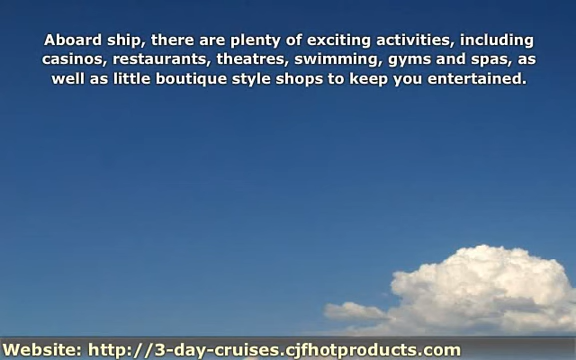 Aboard ship, there are plenty of exciting activities, including
casinos, restaurants, theatres, swimming, gyms and spas, as
well as little boutique style shops to keep you entertained.
Website: http://3-day-cruises.cjfhotproducts.com